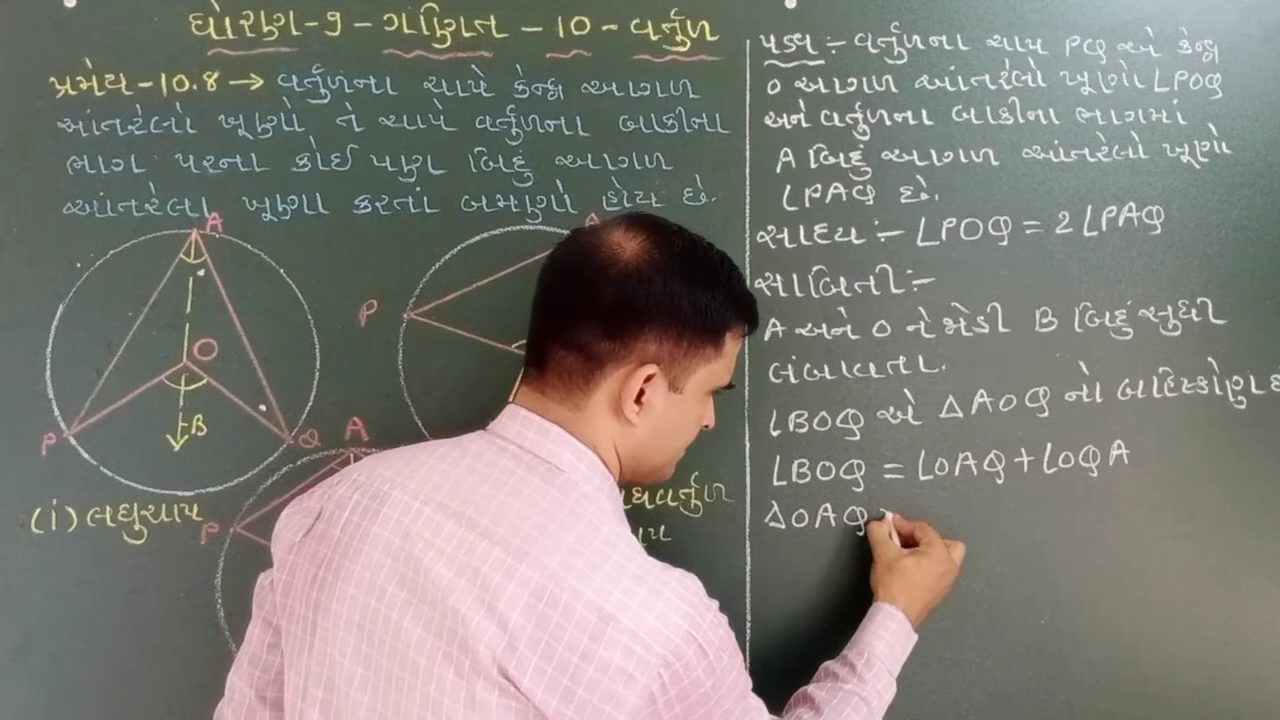 ધોરણ-9-ગણિત-10-વર્તુળ
પ્રમેય-10.8→ વર્તુળના ચાપે કેન્દ્ર આગળ
આંતરેલો ખૂણો ને ચાપે વર્તુળના બાકીના
ભાગ પરના કોઈ પણ બિંદુ આગળ
આંતરેલા ખૂણા કરતાં બમણો હોય છે.
A
O
B
P
Q
(i) લઘુચાપ
A
P
A
P
ર્ધવર્તુળ
પક્ષ :- વર્તુળના ચાપ PQ એ કેન્દ્ર
O આગળ આંતરેલો ખૂણો ∠POQ
અને વર્તુળના બાકીના ભાગમાં
A બિંદુ આગળ આંતરેલો ખૂણો
∠PAQ છે.
સાધ્ય :- ∠POQ = 2∠PAQ
સાબિતી:-
A અને O ને જોડી B બિંદુ સુધી
લંબાવતા.
∠BOQ એ ΔAOQ નો બાહ્યકોણ છ
∠BOQ = ∠OAQ + ∠OQA
ΔOAQ